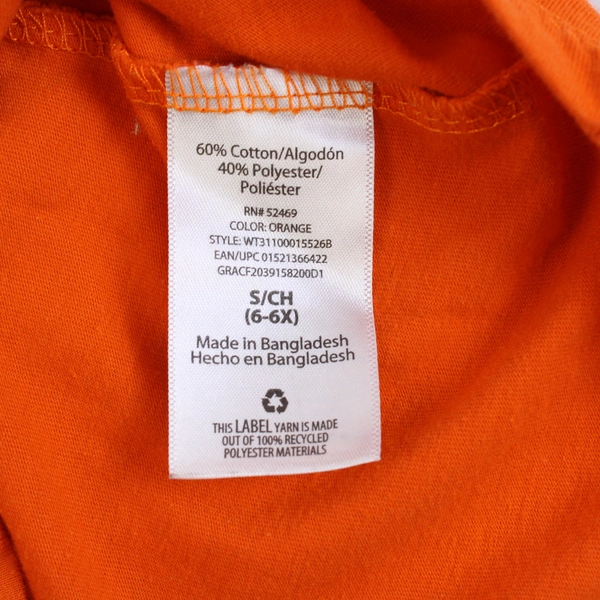 60% Cotton/Algodón
40% Polyester/
Poliéster
RN# 52469
COLOR: ORANGE
STYLE: WT31100015526B
EAN/UPC 01521366422
GRACF2039158200D1
S/CH
(6-6X)
Made in Bangladesh
Hecho en Bangladesh
THIS LABEL YARN IS MADE
OUT OF 100% RECYCLED
POLYESTER MATERIALS